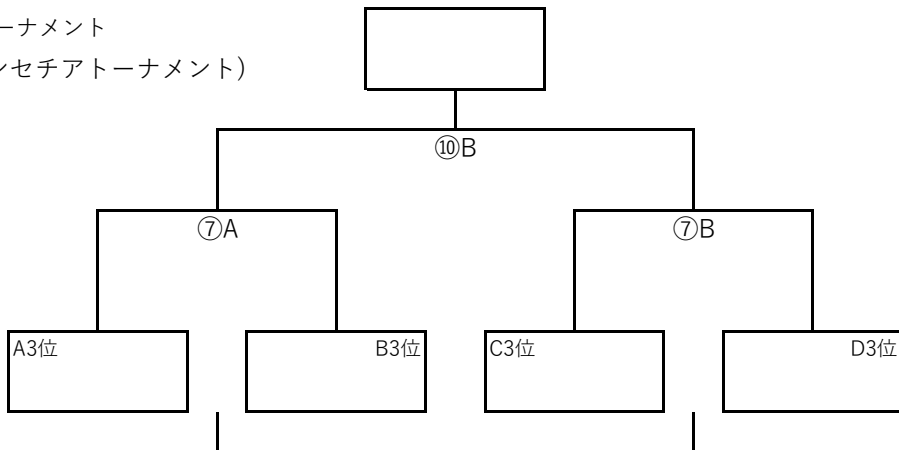 ーナメント
ンセチアトーナメント)
⑩B
⑦A
⑦B
A3位
B3位
C3位
D3位